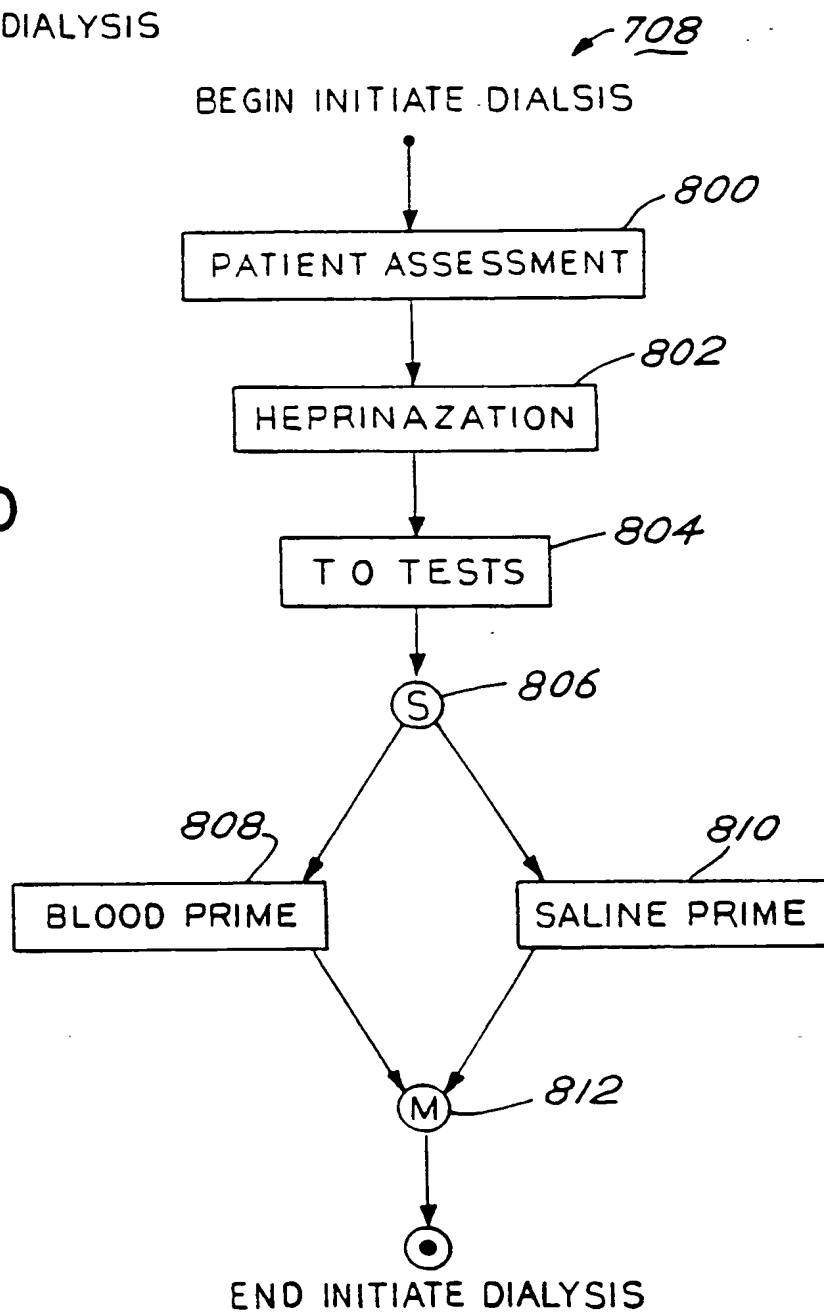 DIALYSIS
708
BEGIN INITIATE DIALSIS
800
PATIENT ASSESSMENT
802
HEPRINAZATION
804
T O TESTS
806
S
808
810
BLOOD PRIME
SALINE PRIME
M
812
END INITIATE DIALYSIS